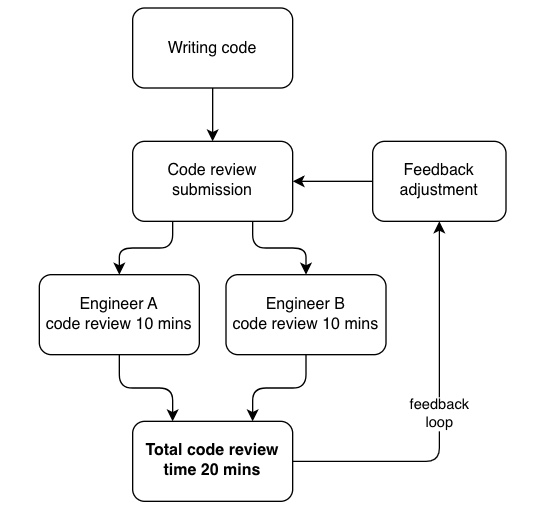 Writing code
Code review
submission
Feedback
adjustment
Engineer A
code review 10 mins
Engineer B
code review 10 mins
feedback
loop
Total code review
time 20 mins